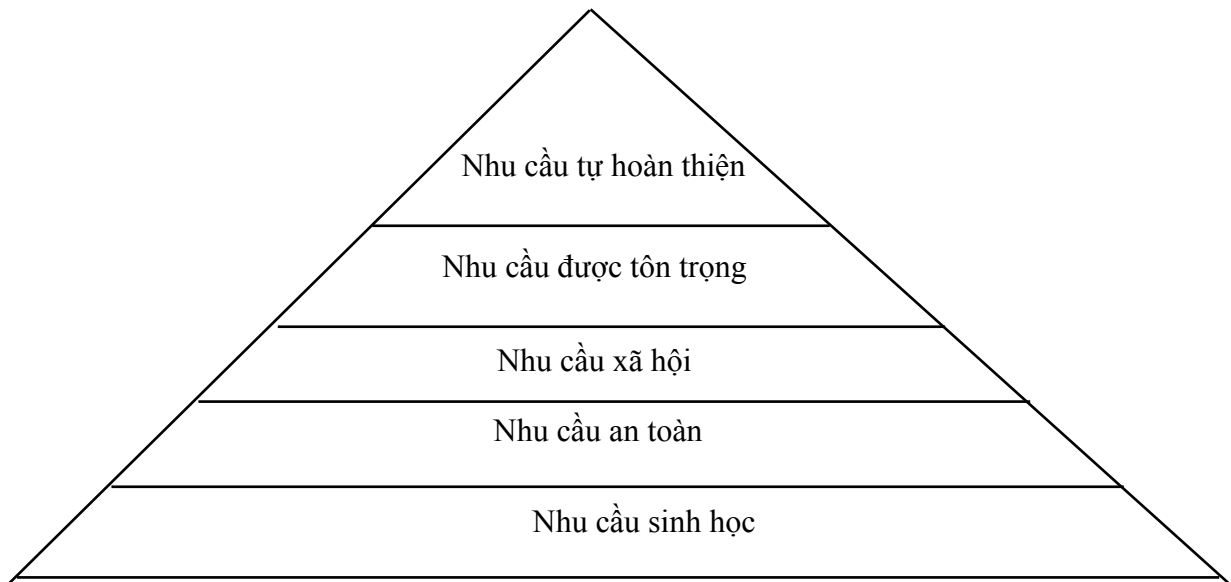 Nhu cầu tự hoàn thiện
Nhu cầu được tôn trọng
Nhu cầu xã hội
Nhu cầu an toàn
Nhu cầu sinh học